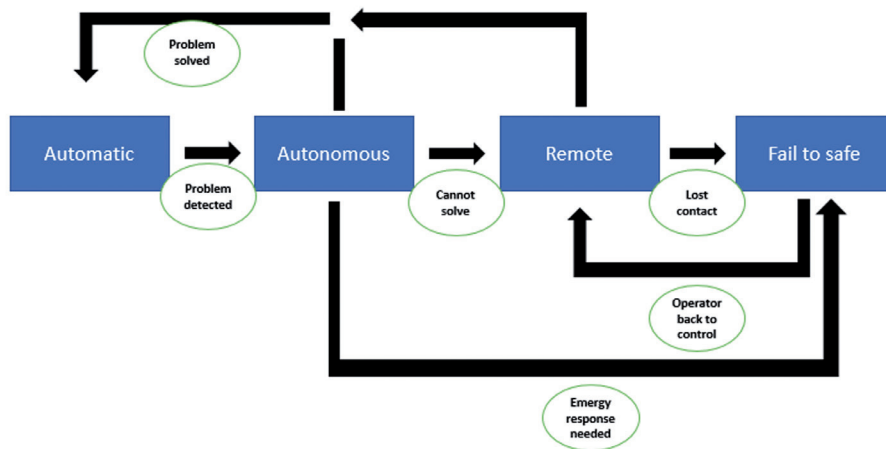 Problem
solved
Automatic
Autonomous
Remote
Fail to safe
Problem
detected
Cannot
solve
Lost
contact
Operator
back to
control
Emergy
response
needed